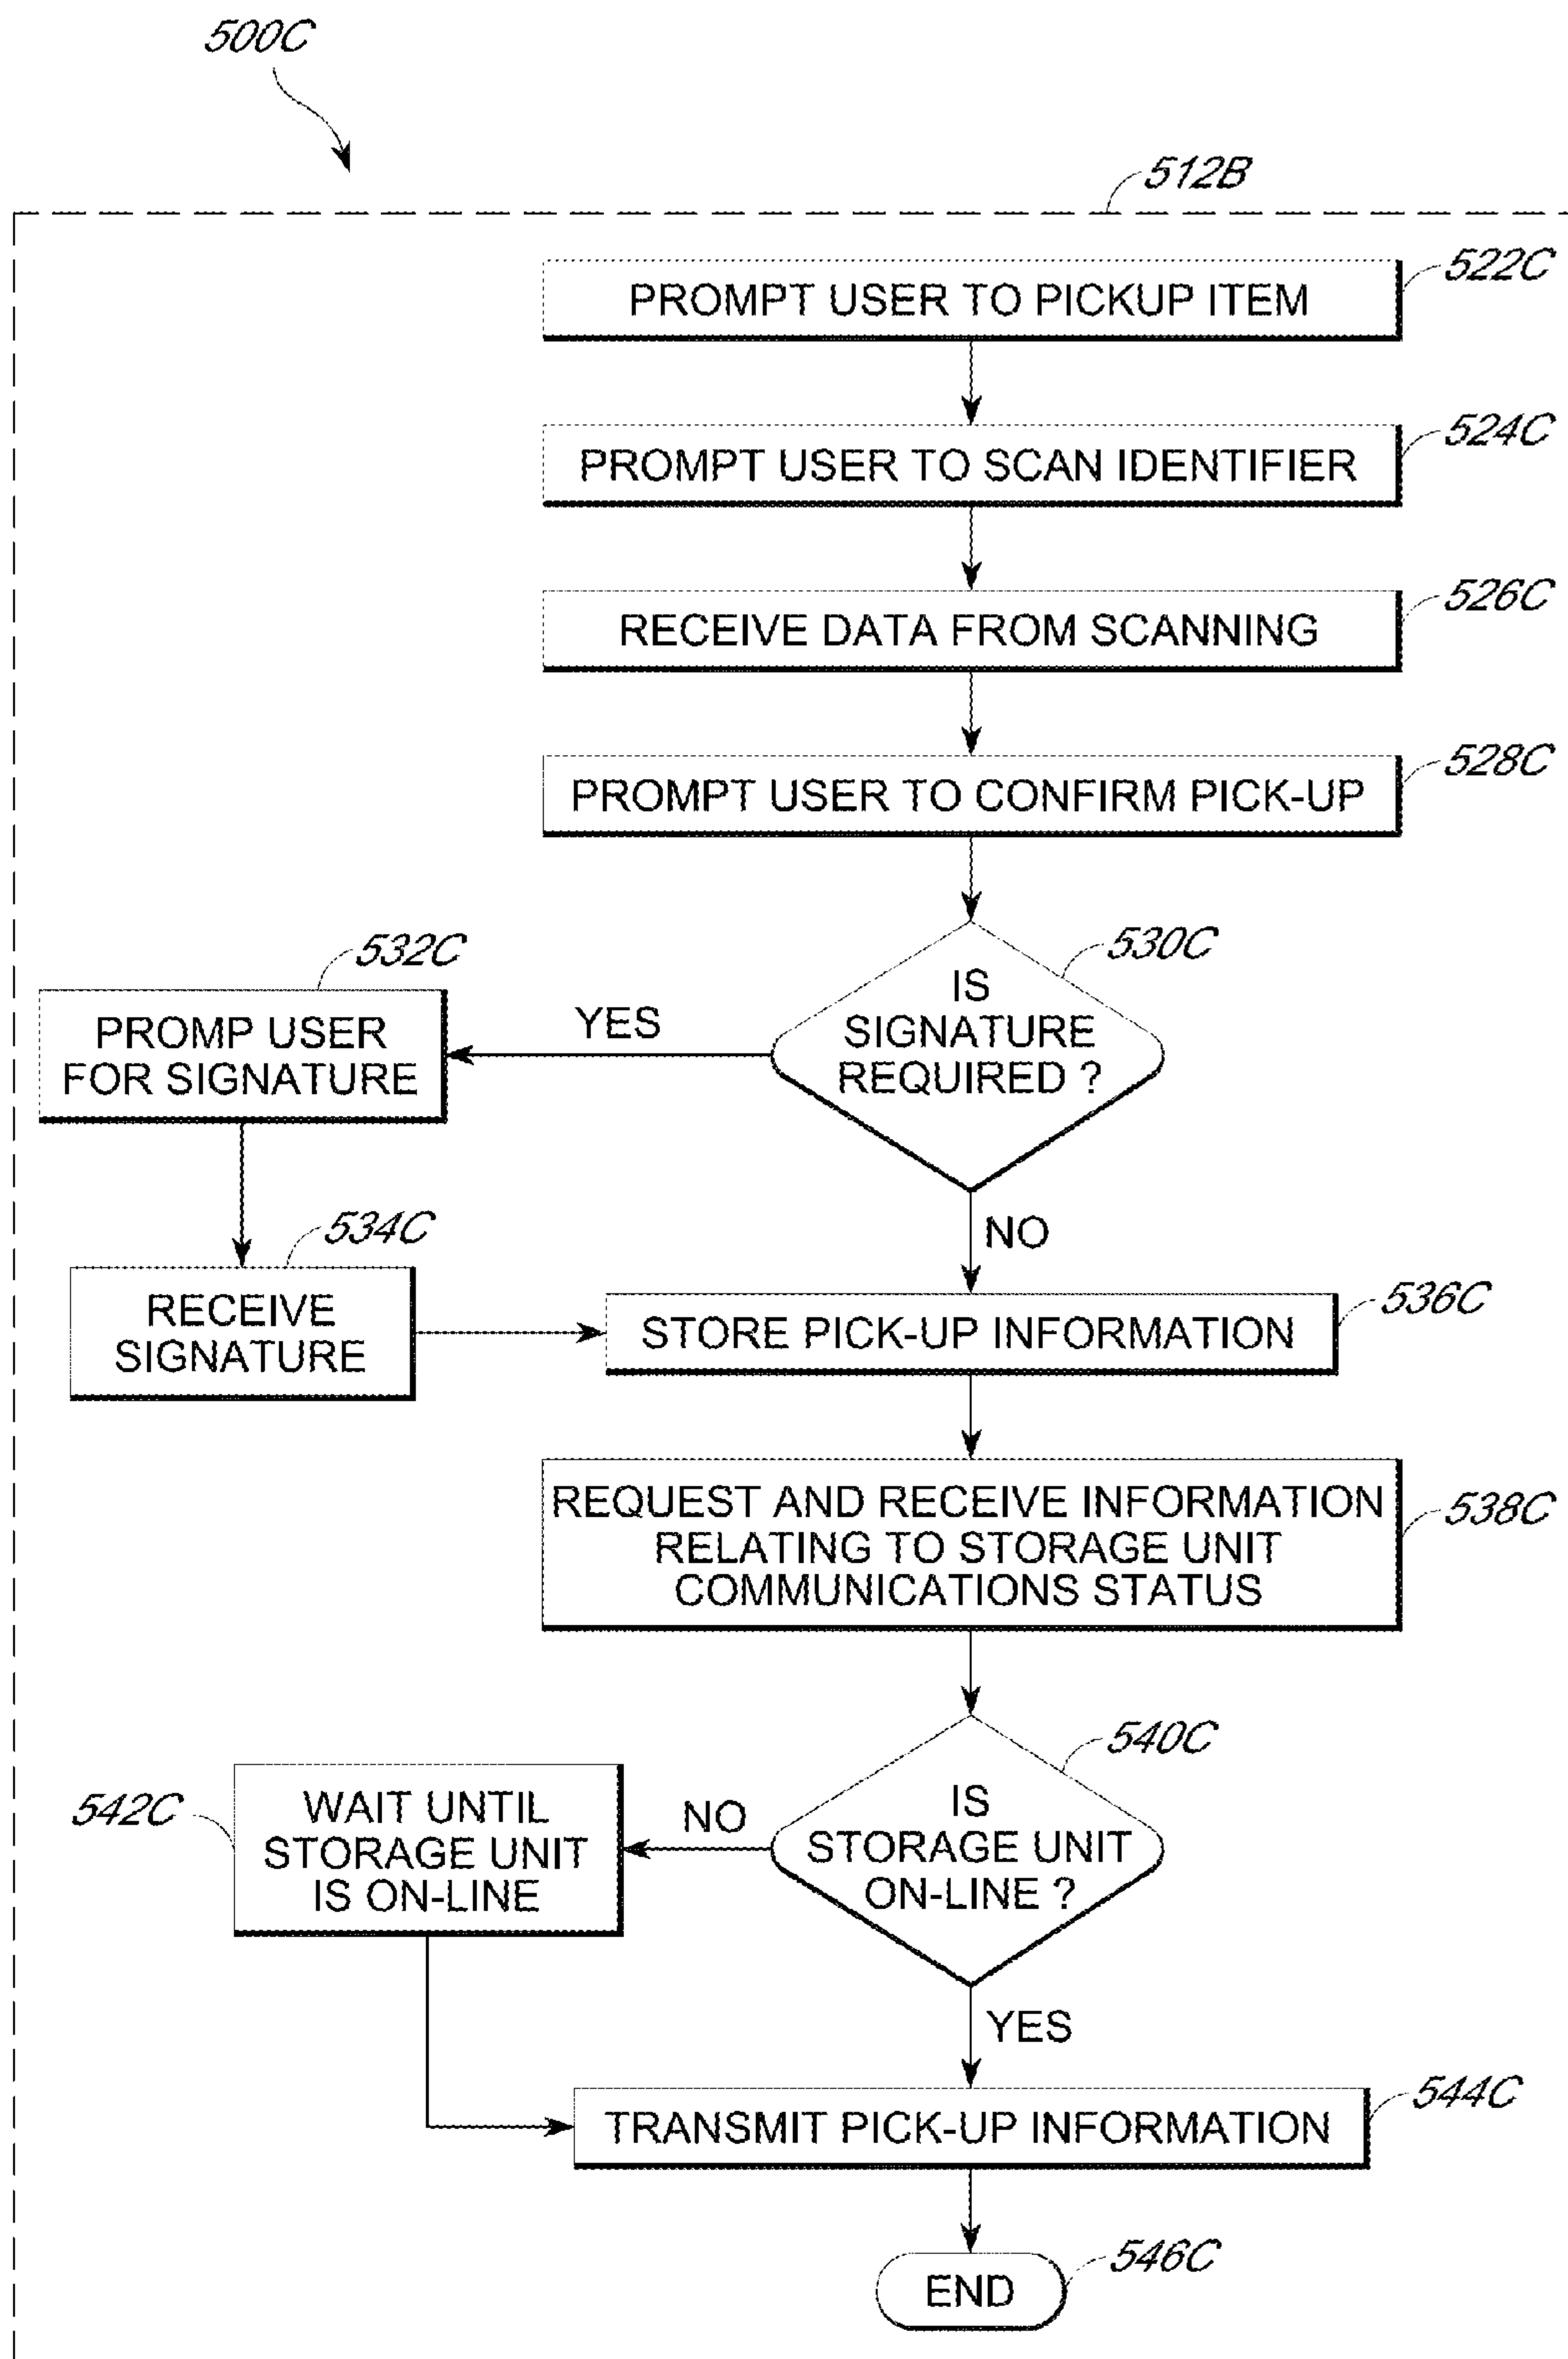 500C
512B
522C
PROMPT USER TO PICKUP ITEM
524C
PROMPT USER TO SCAN IDENTIFIER
526C
RECEIVE DATA FROM SCANNING
528C
PROMPT USER TO CONFIRM PICK-UP
530C
IS
SIGNATURE
REQUIRED ?
YES
532C
PROMP USER
FOR SIGNATURE
534C
RECEIVE
SIGNATURE
NO
536C
STORE PICK-UP INFORMATION
538C
REQUEST AND RECEIVE INFORMATION
RELATING TO STORAGE UNIT
COMMUNICATIONS STATUS
540C
IS
STORAGE UNIT
ON-LINE ?
NO
542C
WAIT UNTIL
STORAGE UNIT
IS ON-LINE
YES
544C
TRANSMIT PICK-UP INFORMATION
546C
END